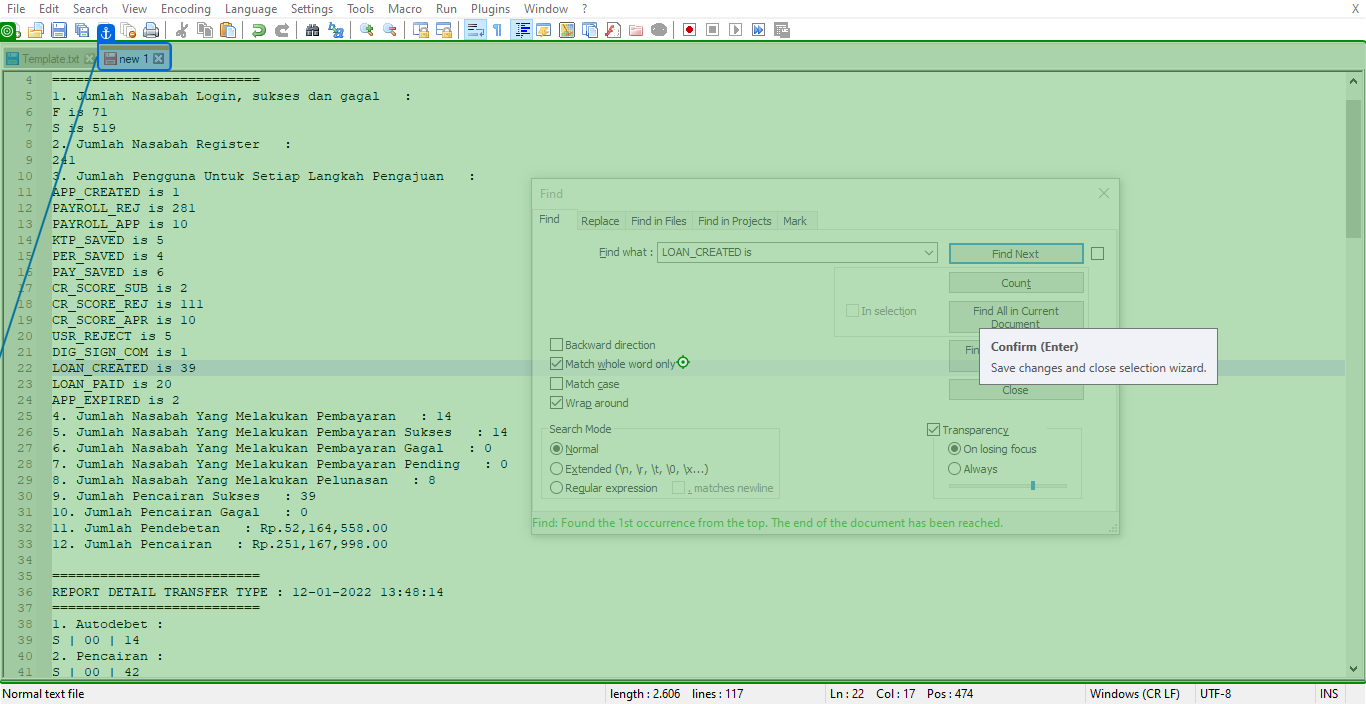 File Edit Search View Encoding Language Settings Tools Macro Run Plugins Window ? X
Template.txt new 1
4 ==========================
5 1. Jumlah Nasabah Login, sukses dan gagal :
6 F is 71
7 S is 519
8 2. Jumlah Nasabah Register :
9 241
10 3. Jumlah Pengguna Untuk Setiap Langkah Pengajuan :
11 APP_CREATED is 1
12 PAYROLL_REJ is 281
13 PAYROLL_APP is 10
14 KTP_SAVED is 5
15 PER_SAVED is 4
16 PAY_SAVED is 6
17 CR_SCORE_SUB is 2
18 CR_SCORE_REJ is 111
19 CR_SCORE_APR is 10
20 USR_REJECT is 5
21 DIG_SIGN_COM is 1
22 LOAN_CREATED is 39
23 LOAN_PAID is 20
24 APP_EXPIRED is 2
25 4. Jumlah Nasabah Yang Melakukan Pembayaran : 14
26 5. Jumlah Nasabah Yang Melakukan Pembayaran Sukses : 14
27 6. Jumlah Nasabah Yang Melakukan Pembayaran Gagal : 0
28 7. Jumlah Nasabah Yang Melakukan Pembayaran Pending : 0
29 8. Jumlah Nasabah Yang Melakukan Pelunasan : 8
30 9. Jumlah Pencairan Sukses : 39
31 10. Jumlah Pencairan Gagal : 0
32 11. Jumlah Pendebetan : Rp.52,164,558.00
33 12. Jumlah Pencairan : Rp.251,167,998.00
34
35 ==========================
36 REPORT DETAIL TRANSFER TYPE : 12-01-2022 13:48:14
37 ==========================
38 1. Autodebet :
39 S | 00 | 14
40 2. Pencairan :
41 S | 00 | 42
Find
Find Replace Find in Files Find in Projects Mark
Find what : LOAN_CREATED is Find Next
Count
In selection Find All in Current
Document
Fin
Close
Confirm (Enter)
Save changes and close selection wizard.
Backward direction
Match whole word only
Match case
Wrap around
Search Mode
Normal
Extended (\n, \r, \t, \0, \x...)
Regular expression . matches newline
Transparency
On losing focus
Always
Find: Found the 1st occurrence from the top. The end of the document has been reached.
Normal text file length : 2.606 lines : 117 Ln : 22 Col : 17 Pos : 474 Windows (CR LF) UTF-8 INS